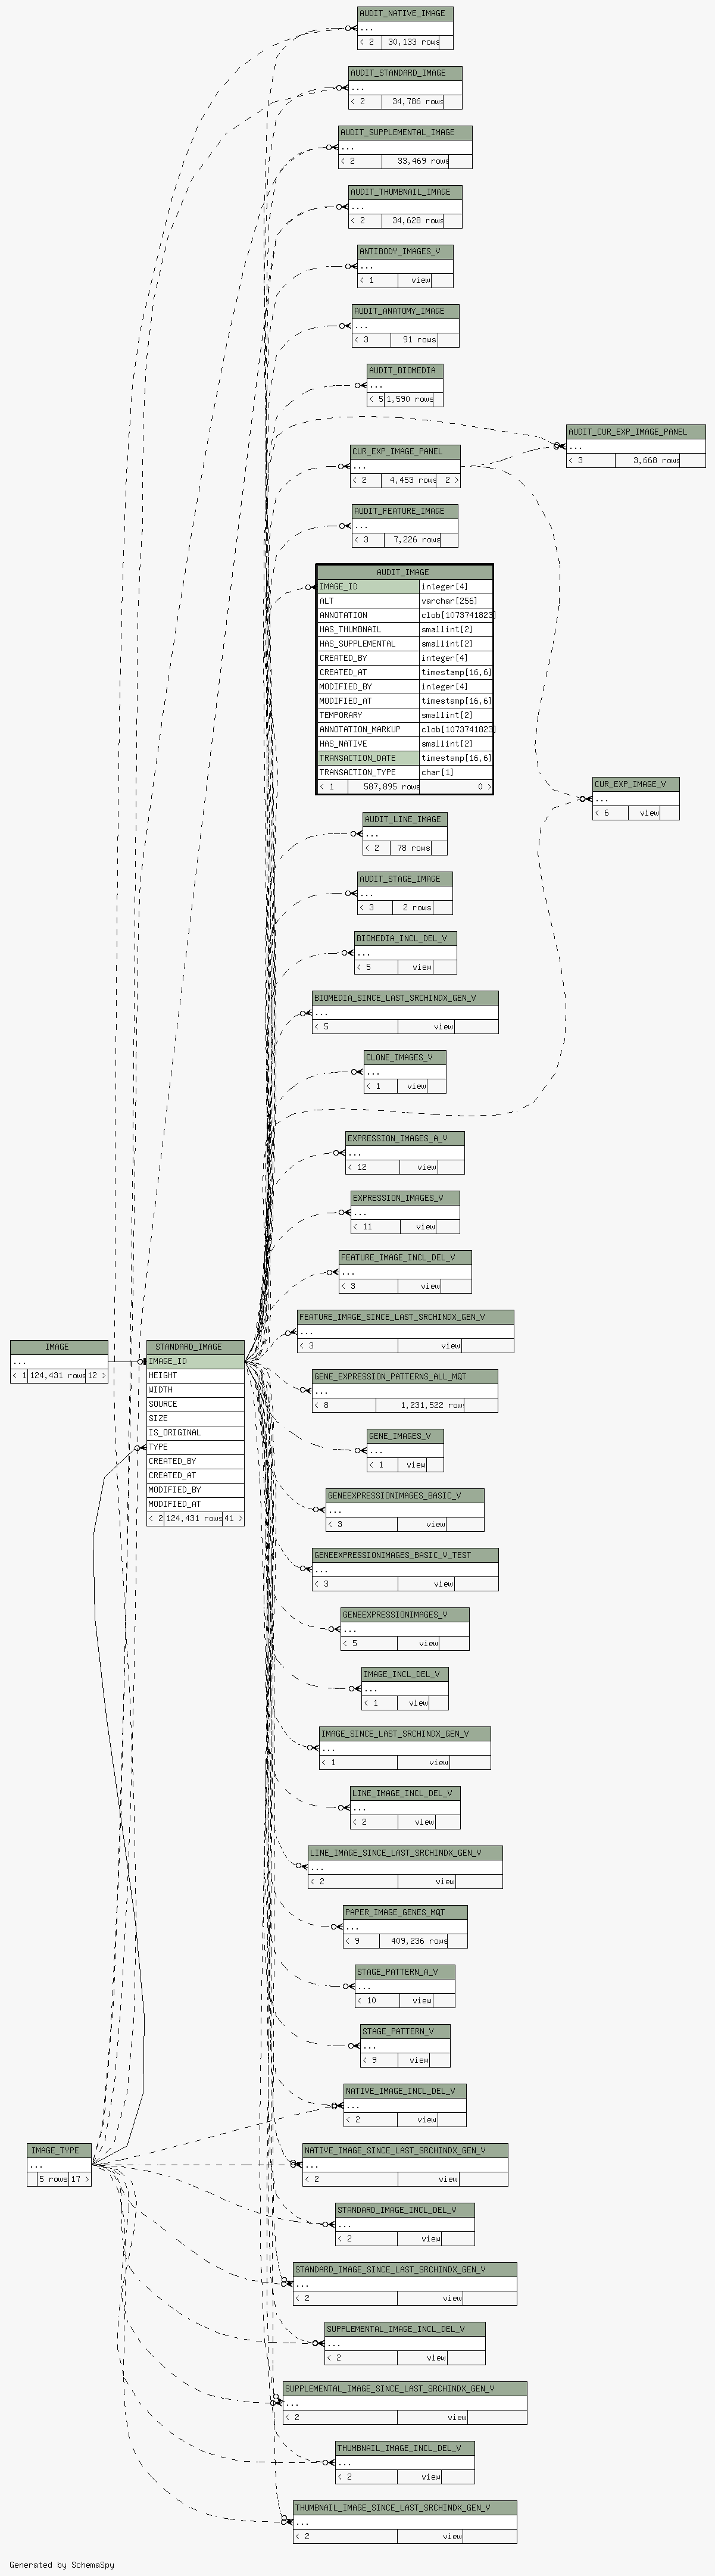 AUDIT_NATIVE_IMAGE
...
< 2 30,133 rows
AUDIT_STANDARD_IMAGE
...
< 2 34,786 rows
AUDIT_SUPPLEMENTAL_IMAGE
...
< 2 33,469 rows
AUDIT_THUMBNAIL_IMAGE
...
< 2 34,628 rows
ANTIBODY_IMAGES_V
...
< 1 view
AUDIT_ANATOMY_IMAGE
...
< 3 91 rows
AUDIT_BIOMEDIA
...
< 5 1,590 rows
AUDIT_CUR_EXP_IMAGE_PANEL
...
< 3 3,668 rows
CUR_EXP_IMAGE_PANEL
...
< 2 4,453 rows 2 >
AUDIT_FEATURE_IMAGE
...
< 3 7,226 rows
AUDIT_IMAGE
IMAGE_ID integer[4]
ALT varchar[256]
ANNOTATION clob[1073741823]
HAS_THUMBNAIL smallint[2]
HAS_SUPPLEMENTAL smallint[2]
CREATED_BY integer[4]
CREATED_AT timestamp[16,6]
MODIFIED_BY integer[4]
MODIFIED_AT timestamp[16,6]
TEMPORARY smallint[2]
ANNOTATION_MARKUP clob[1073741823]
HAS_NATIVE smallint[2]
TRANSACTION_DATE timestamp[16,6]
TRANSACTION_TYPE char[1]
< 1 587,895 rows 0 >
CUR_EXP_IMAGE_V
...
< 6 view
AUDIT_LINE_IMAGE
...
< 2 78 rows
AUDIT_STAGE_IMAGE
...
< 3 2 rows
BIOMEDIA_INCL_DEL_V
...
< 5 view
BIOMEDIA_SINCE_LAST_SRCHINDX_GEN_V
...
< 5 view
CLONE_IMAGES_V
...
< 1 view
EXPRESSION_IMAGES_A_V
...
< 12 view
EXPRESSION_IMAGES_V
...
< 11 view
FEATURE_IMAGE_INCL_DEL_V
...
< 3 view
FEATURE_IMAGE_SINCE_LAST_SRCHINDX_GEN_V
...
< 3 view
IMAGE
...
< 1 124,431 rows 12 >
STANDARD_IMAGE
IMAGE_ID
HEIGHT
WIDTH
SOURCE
SIZE
IS_ORIGINAL
TYPE
CREATED_BY
CREATED_AT
MODIFIED_BY
MODIFIED_AT
< 2 124,431 rows 41 >
GENE_EXPRESSION_PATTERNS_ALL_MQT
...
< 8 1,231,522 rows
GENE_IMAGES_V
...
< 1 view
GENEEXPRESSIONIMAGES_BASIC_V
...
< 3 view
GENEEXPRESSIONIMAGES_BASIC_V_TEST
...
< 3 view
GENEEXPRESSIONIMAGES_V
...
< 5 view
IMAGE_INCL_DEL_V
...
< 1 view
IMAGE_SINCE_LAST_SRCHINDX_GEN_V
...
< 1 view
LINE_IMAGE_INCL_DEL_V
...
< 2 view
LINE_IMAGE_SINCE_LAST_SRCHINDX_GEN_V
...
< 2 view
PAPER_IMAGE_GENES_MQT
...
< 9 409,236 rows
STAGE_PATTERN_A_V
...
< 10 view
STAGE_PATTERN_V
...
< 9 view
NATIVE_IMAGE_INCL_DEL_V
...
< 2 view
IMAGE_TYPE
...
5 rows 17 >
NATIVE_IMAGE_SINCE_LAST_SRCHINDX_GEN_V
...
< 2 view
STANDARD_IMAGE_INCL_DEL_V
...
< 2 view
STANDARD_IMAGE_SINCE_LAST_SRCHINDX_GEN_V
...
< 2 view
SUPPLEMENTAL_IMAGE_INCL_DEL_V
...
< 2 view
SUPPLEMENTAL_IMAGE_SINCE_LAST_SRCHINDX_GEN_V
...
< 2 view
THUMBNAIL_IMAGE_INCL_DEL_V
...
< 2 view
THUMBNAIL_IMAGE_SINCE_LAST_SRCHINDX_GEN_V
...
< 2 view
Generated by SchemaSpy